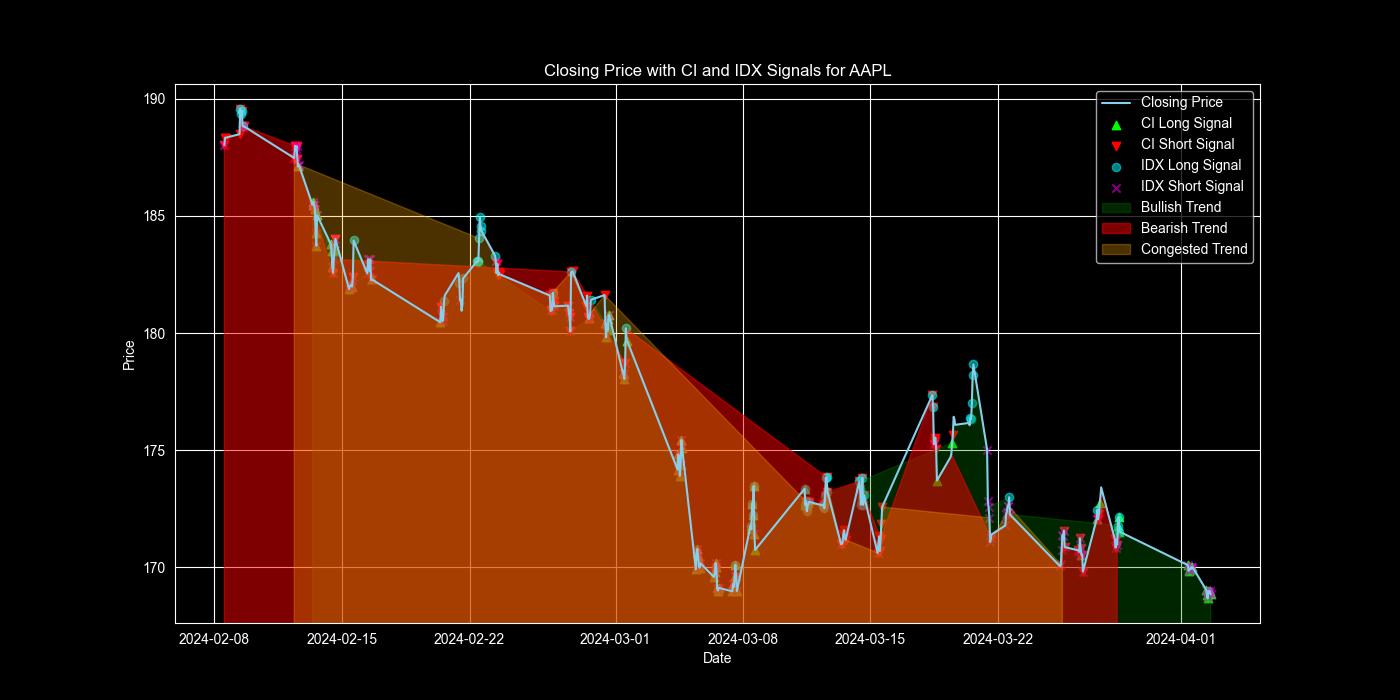 Closing Price with CI and IDX Signals for AAPL
190
185
180
175
170
Price
Closing Price
CI Long Signal
CI Short Signal
IDX Long Signal
IDX Short Signal
Bullish Trend
Bearish Trend
Congested Trend
2024-02-08
2024-02-15
2024-02-22
2024-03-01
2024-03-08
2024-03-15
2024-03-22
2024-04-01
Date